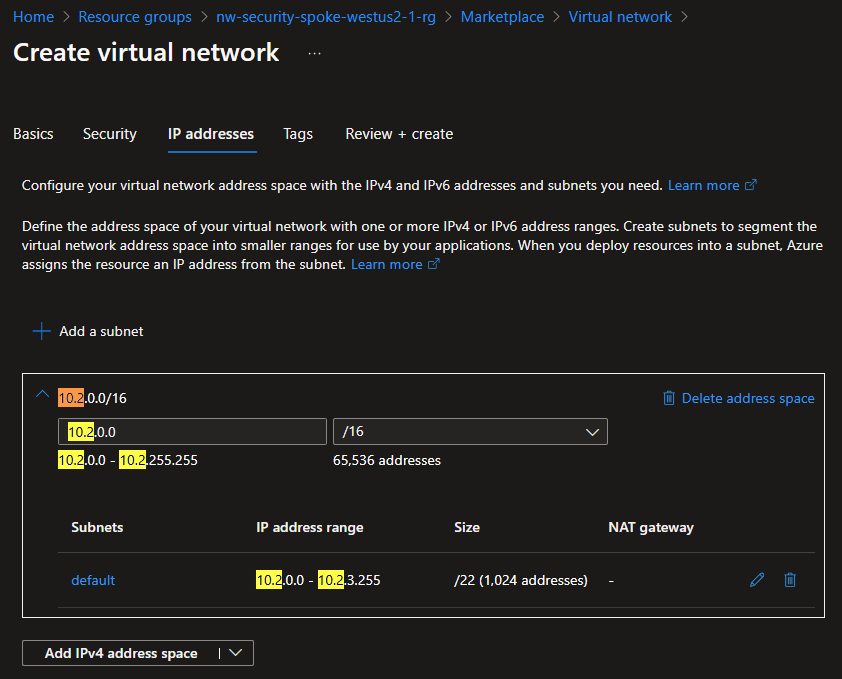 Home > Resource groups > nw-security-spoke-westus2-1-rg > Marketplace > Virtual network >
Create virtual network ...
Basics Security IP addresses Tags Review + create
Configure your virtual network address space with the IPv4 and IPv6 addresses and subnets you need. Learn more
Define the address space of your virtual network with one or more IPv4 or IPv6 address ranges. Create subnets to segment the
virtual network address space into smaller ranges for use by your applications. When you deploy resources into a subnet, Azure
assigns the resource an IP address from the subnet. Learn more
+ Add a subnet
10.2.0.0/16 Delete address space
10.2.0.0 /16
10.2.0.0 - 10.2.255.255 65,536 addresses
Subnets IP address range Size NAT gateway
default 10.2.0.0 - 10.2.3.255 /22 (1,024 addresses) -
Add IPv4 address space |